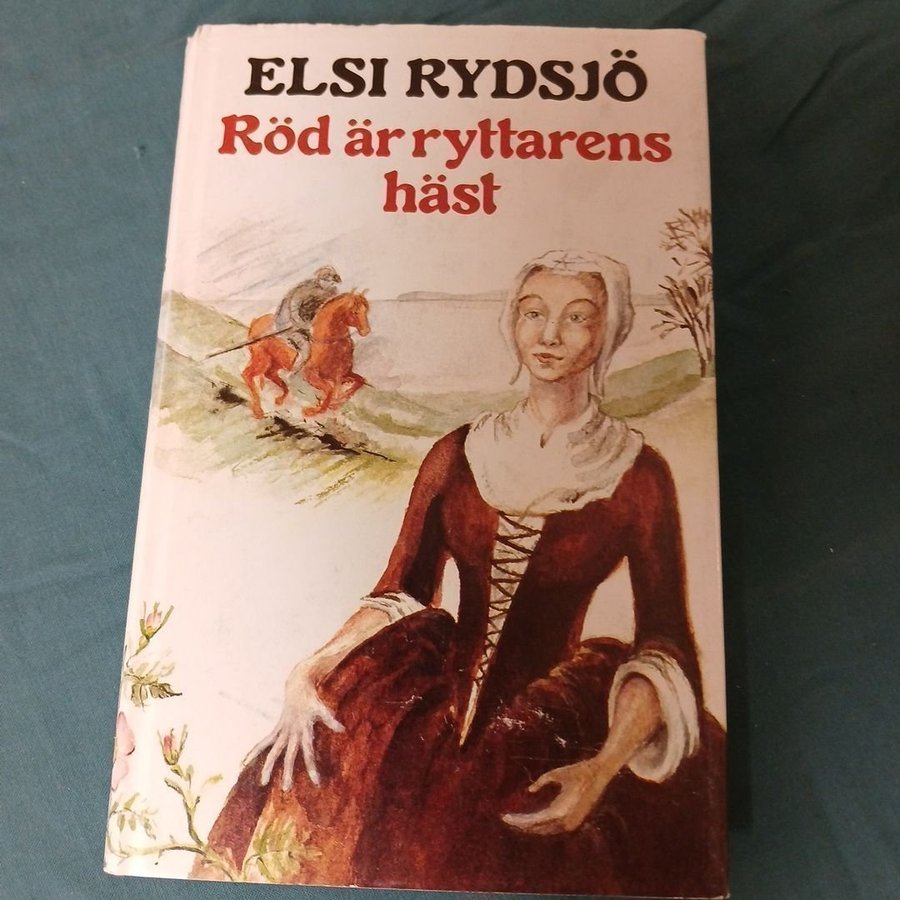 ELSI RYDSJÖ
Röd är ryttarens
häst